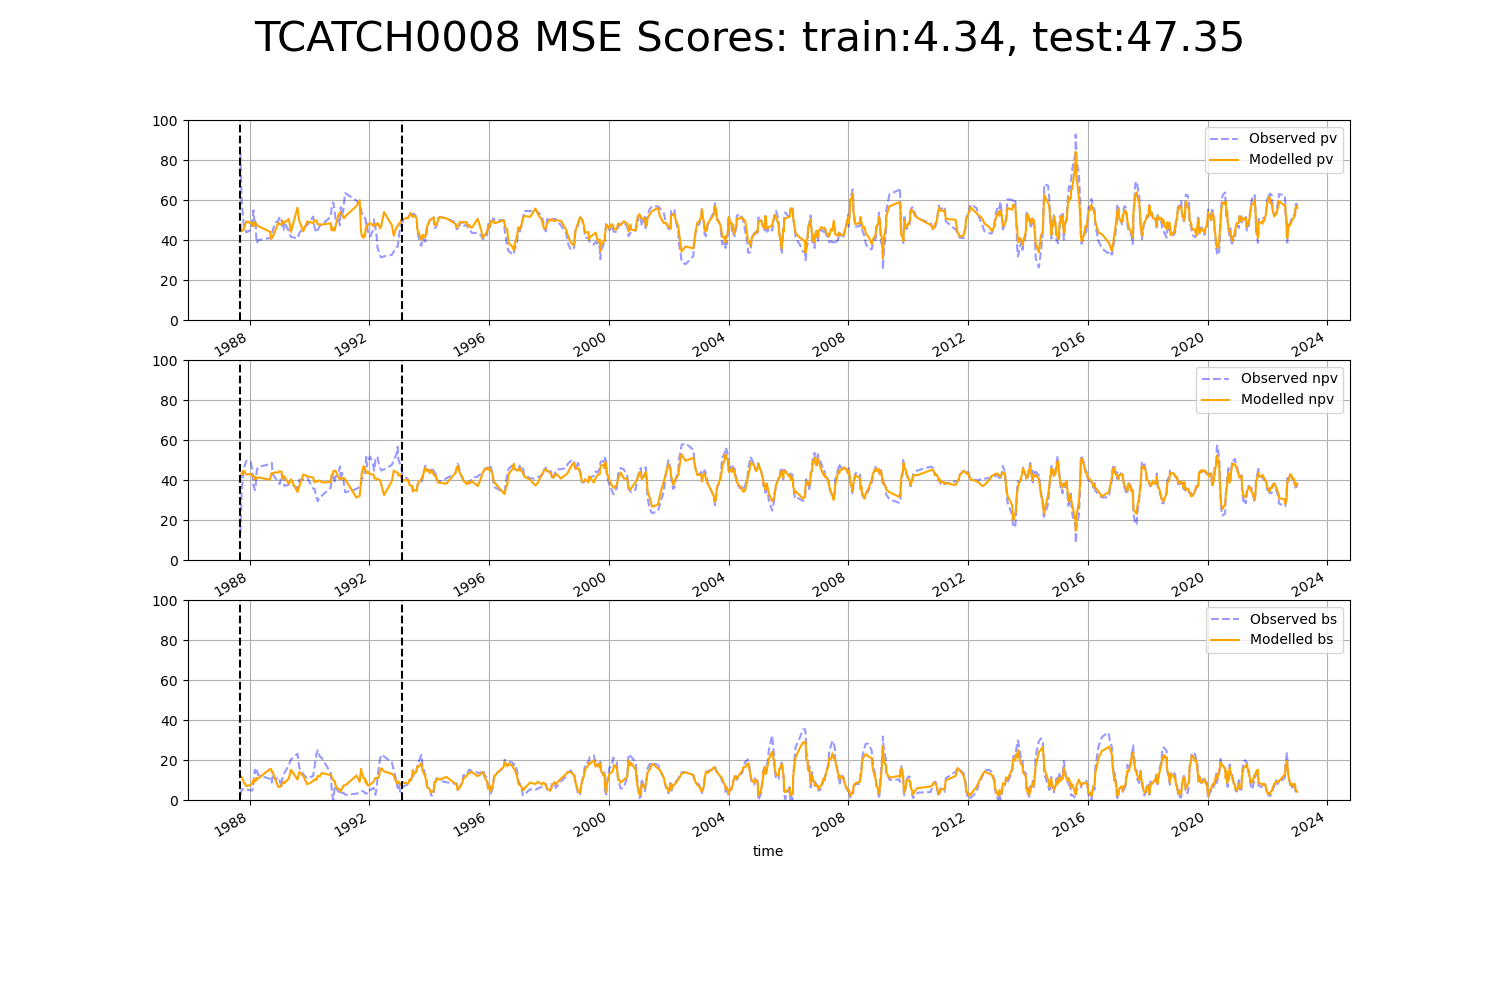 TCATCH0008 MSE Scores: train:4.34, test:47.35
100
80
60
40
20
0
Observed pv
Modelled pv
1988 1992 1996 2000 2004 2008 2012 2016 2020 2024
100
80
60
40
20
0
Observed npv
Modelled npv
1988 1992 1996 2000 2004 2008 2012 2016 2020 2024
100
80
60
40
20
0
Observed bs
Modelled bs
1988 1992 1996 2000 2004 2008 2012 2016 2020 2024
time